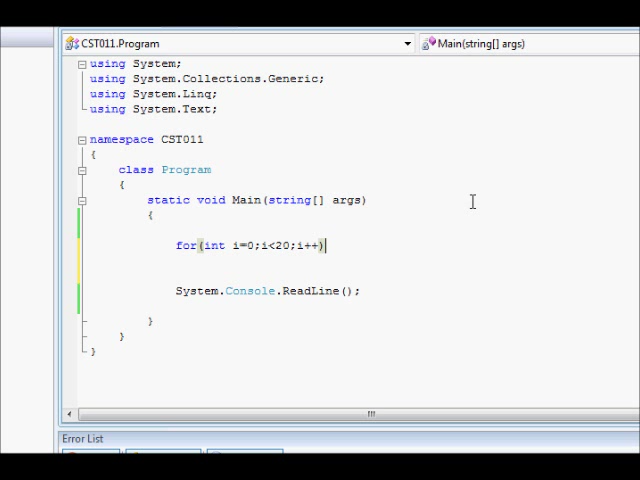 CST011.Program
Main(string[] args)
using System;
using System.Collections.Generic;
using System.Linq;
using System.Text;
namespace CST011
{
class Program
{
static void Main(string[] args)
{
for(int i=0;i<20;i++)
System.Console.ReadLine();
}
}
}
Error List